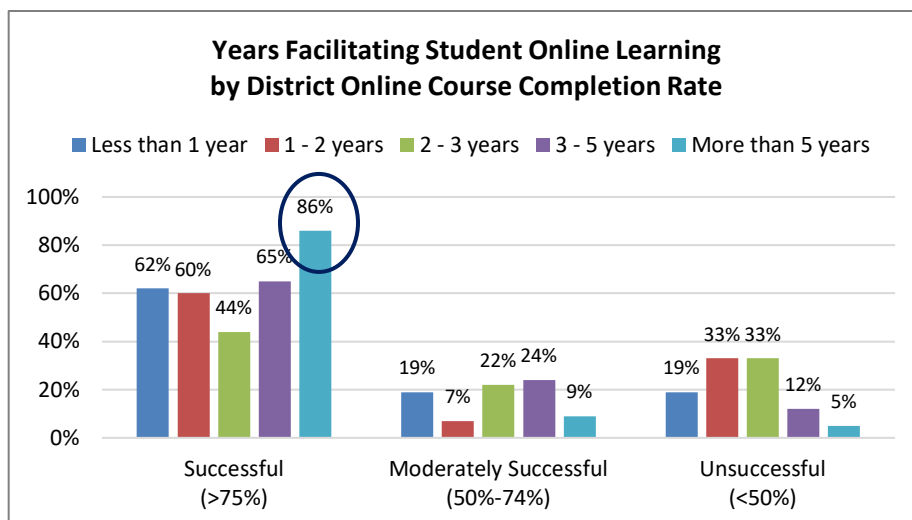 Years Facilitating Student Online Learning
by District Online Course Completion Rate
Less than 1 year 1 - 2 years 2 - 3 years 3 - 5 years More than 5 years
100%
80%
60%
40%
20%
0%
62% 60% 44% 65% 86%
19% 7% 22% 24% 9%
19% 33% 33% 12% 5%
Successful Moderately Successful Unsuccessful
(>75%) (50%-74%) (<50%)